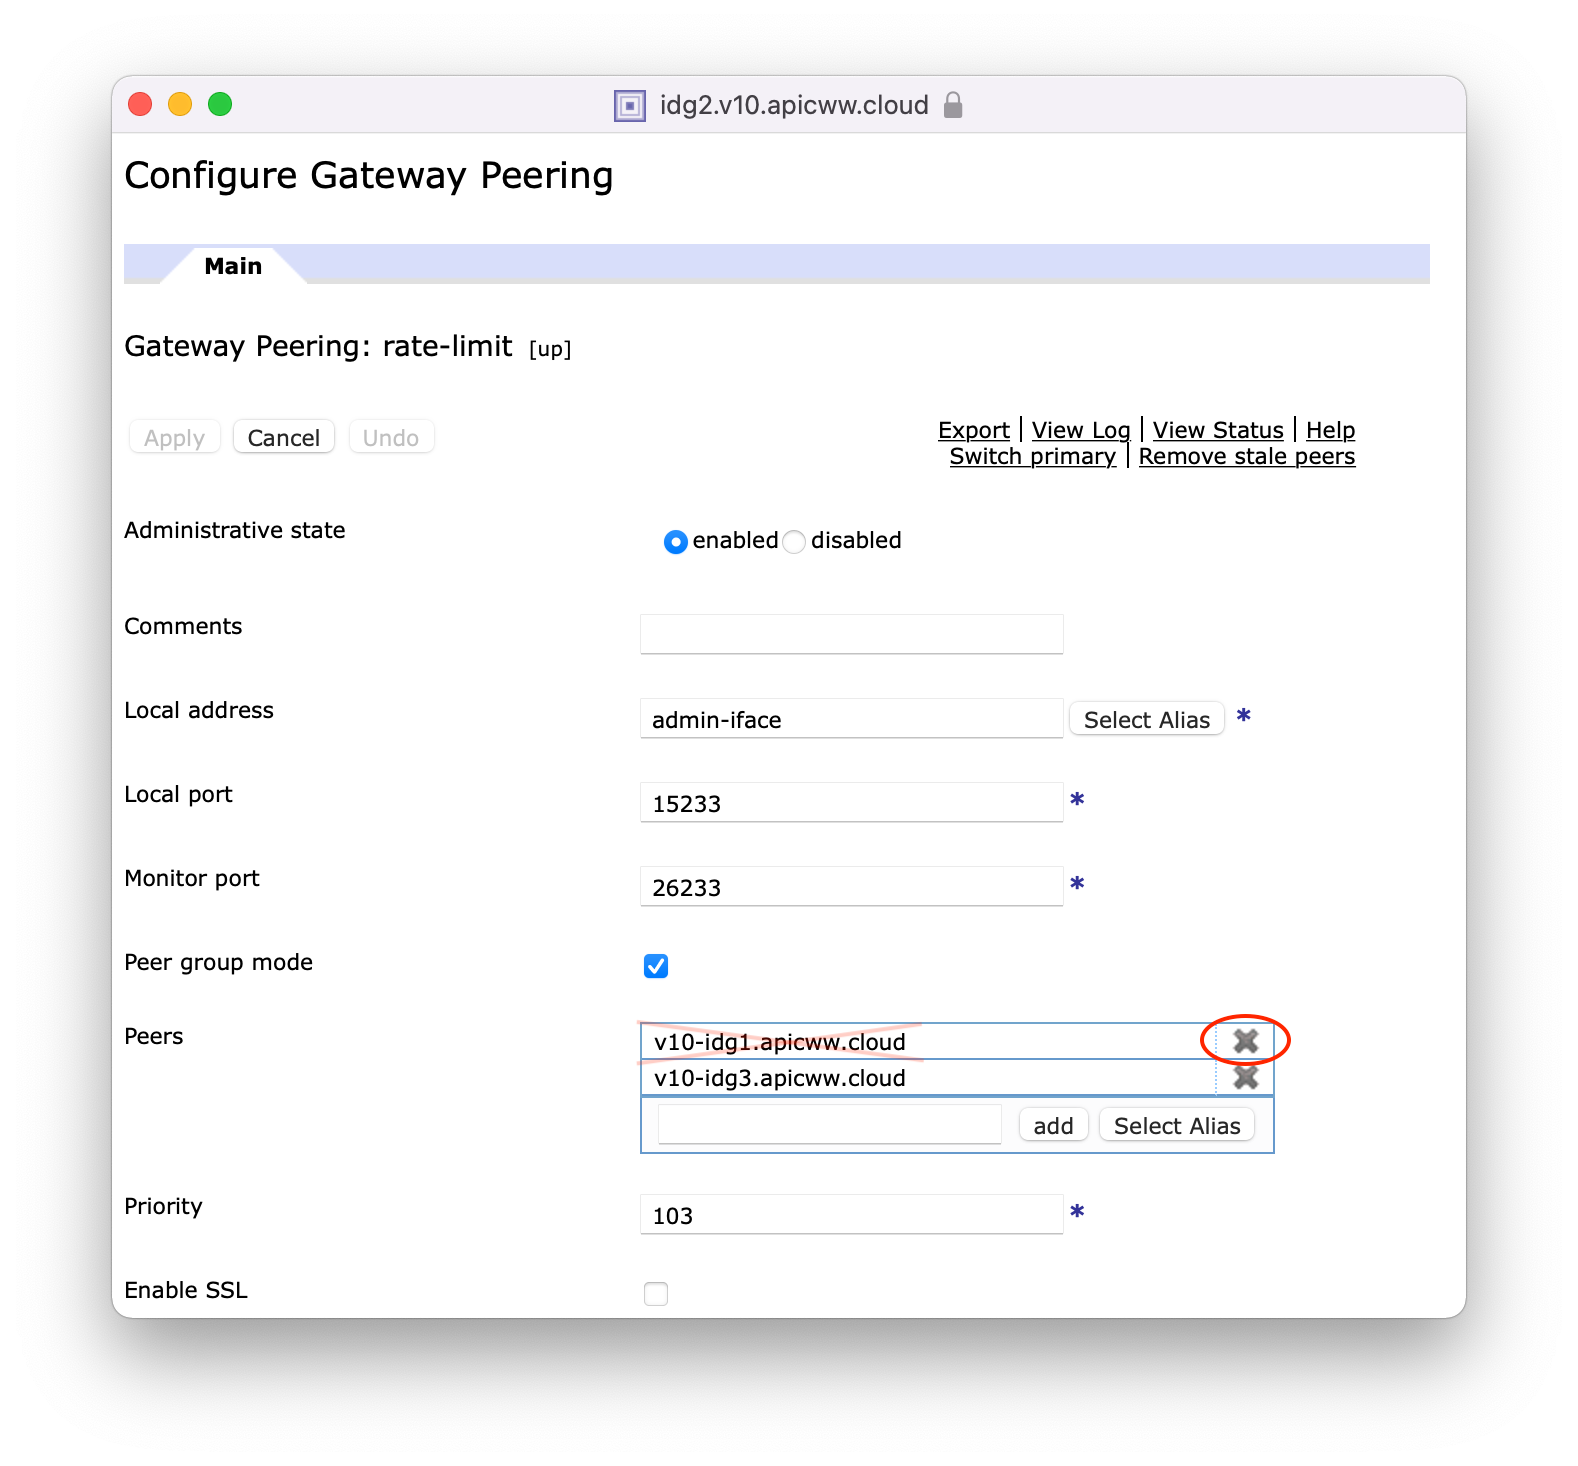 idg2.v10.apicww.cloud
Configure Gateway Peering
Main
Gateway Peering: rate-limit [up]
Apply Cancel Undo
Export | View Log | View Status | Help
Switch primary | Remove stale peers
Administrative state enabled disabled
Comments
Local address admin-iface Select Alias *
Local port 15233 *
Monitor port 26233 *
Peer group mode
Peers v10-idg1.apicww.cloud
v10-idg3.apicww.cloud
add Select Alias
Priority 103 *
Enable SSL